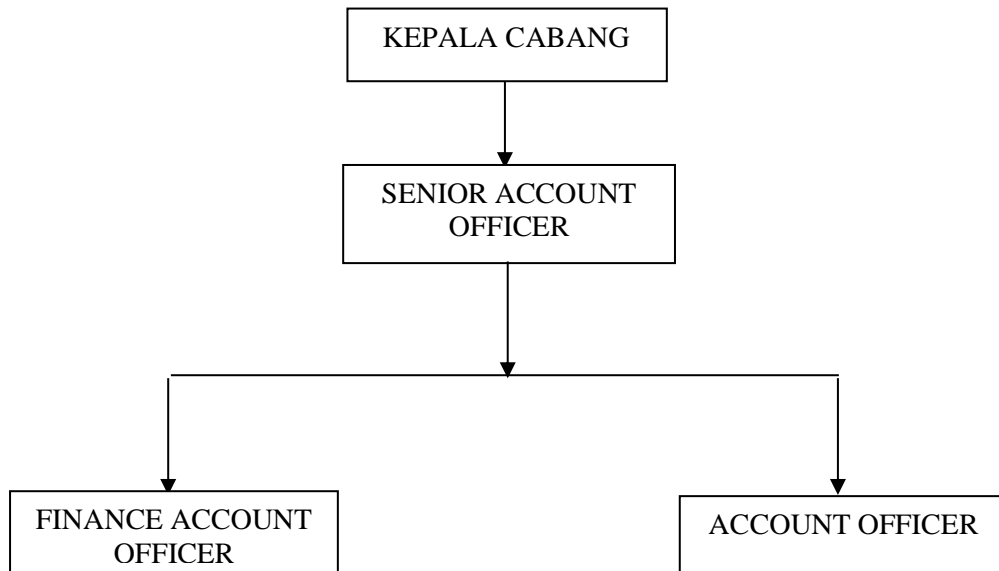 KEPALA CABANG
SENIOR ACCOUNT
OFFICER
FINANCE ACCOUNT
OFFICER
ACCOUNT OFFICER